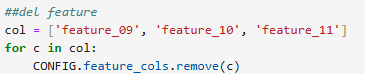 ##del feature
col = ['feature_09', 'feature_10', 'feature_11']
for c in col:
    CONFIG.feature_cols.remove(c)